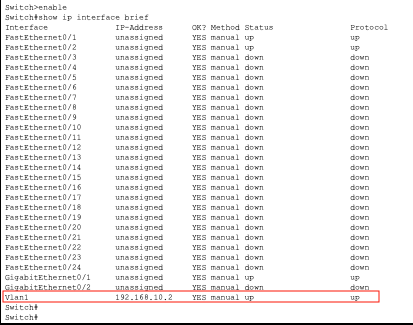 Switch>enable
Switch#show ip interface brief
Interface IP-Address OK? Method Status Protocol
FastEthernet0/1 unassigned YES manual up up
FastEthernet0/2 unassigned YES manual up up
FastEthernet0/3 unassigned YES manual down down
FastEthernet0/4 unassigned YES manual down down
FastEthernet0/5 unassigned YES manual down down
FastEthernet0/6 unassigned YES manual down down
FastEthernet0/7 unassigned YES manual down down
FastEthernet0/8 unassigned YES manual down down
FastEthernet0/9 unassigned YES manual down down
FastEthernet0/10 unassigned YES manual down down
FastEthernet0/11 unassigned YES manual down down
FastEthernet0/12 unassigned YES manual down down
FastEthernet0/13 unassigned YES manual down down
FastEthernet0/14 unassigned YES manual down down
FastEthernet0/15 unassigned YES manual down down
FastEthernet0/16 unassigned YES manual down down
FastEthernet0/17 unassigned YES manual down down
FastEthernet0/18 unassigned YES manual down down
FastEthernet0/19 unassigned YES manual down down
FastEthernet0/20 unassigned YES manual down down
FastEthernet0/21 unassigned YES manual down down
FastEthernet0/22 unassigned YES manual down down
FastEthernet0/23 unassigned YES manual down down
FastEthernet0/24 unassigned YES manual down down
GigabitEthernet0/1 unassigned YES manual up up
GigabitEthernet0/2 unassigned YES manual down down
Vlan1 192.168.10.2 YES manual up up
Switch#
Switch#